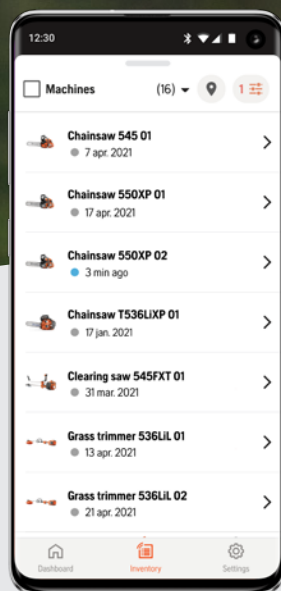 12:30
Machines (16) 1
Chainsaw 545 01
7 apr. 2021
Chainsaw 550XP 01
17 apr. 2021
Chainsaw 550XP 02
3 min ago
Chainsaw T536LiXP 01
17 jan. 2021
Clearing saw 545FXT 01
31 mar. 2021
Grass trimmer 536LiL 01
13 apr. 2021
Grass trimmer 536LiL 02
21 apr. 2021
Dashboard Inventory Settings